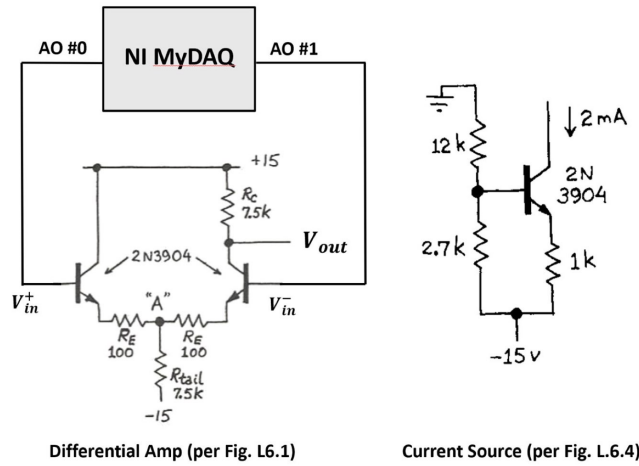 AO #0
NI MyDAQ
AO #1
+15
RC
7.5k
Vout
2N3904
Vin+
"A"
Vin−
RE
100
RE
100
Rtail
7.5k
-15
Differential Amp (per Fig. L6.1)
2mA
12k
2N
3904
2.7k
1k
-15v
Current Source (per Fig. L.6.4)